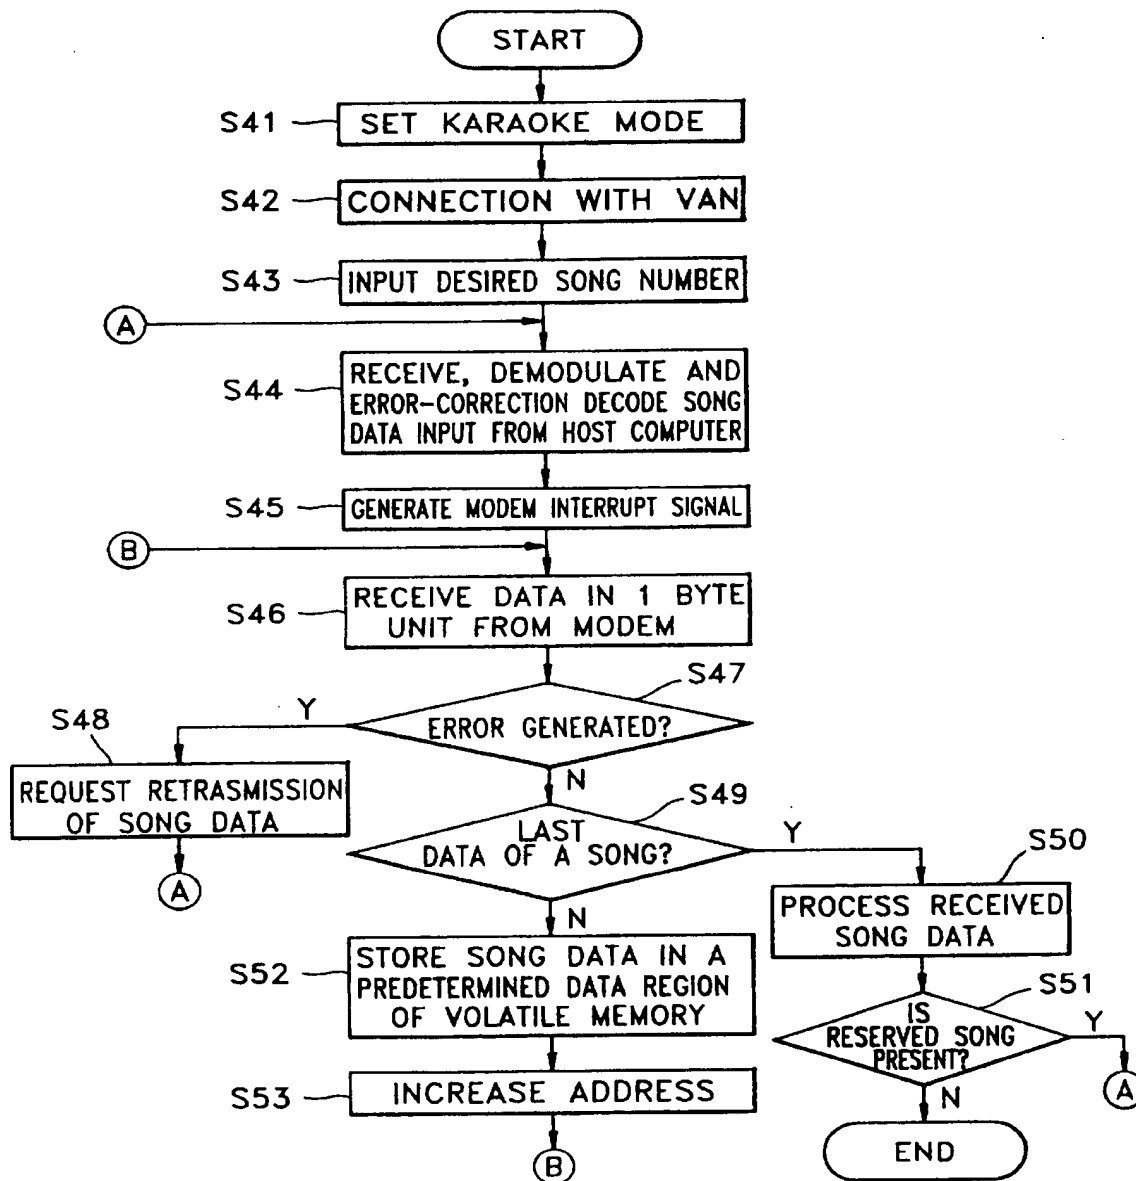 START
S41
SET KARAOKE MODE
S42
CONNECTION WITH VAN
S43
INPUT DESIRED SONG NUMBER
A
S44
RECEIVE, DEMODULATE AND
ERROR-CORRECTION DECODE SONG
DATA INPUT FROM HOST COMPUTER
S45
GENERATE MODEM INTERRUPT SIGNAL
B
S46
RECEIVE DATA IN 1 BYTE
UNIT FROM MODEM
S47
ERROR GENERATED?
Y
N
S48
REQUEST RETRASMISSION
OF SONG DATA
A
S49
LAST
DATA OF A SONG?
Y
N
S50
PROCESS RECEIVED
SONG DATA
S51
IS
RESERVED SONG
PRESENT?
Y
A
N
END
S52
STORE SONG DATA IN A
PREDETERMINED DATA REGION
OF VOLATILE MEMORY
S53
INCREASE ADDRESS
B